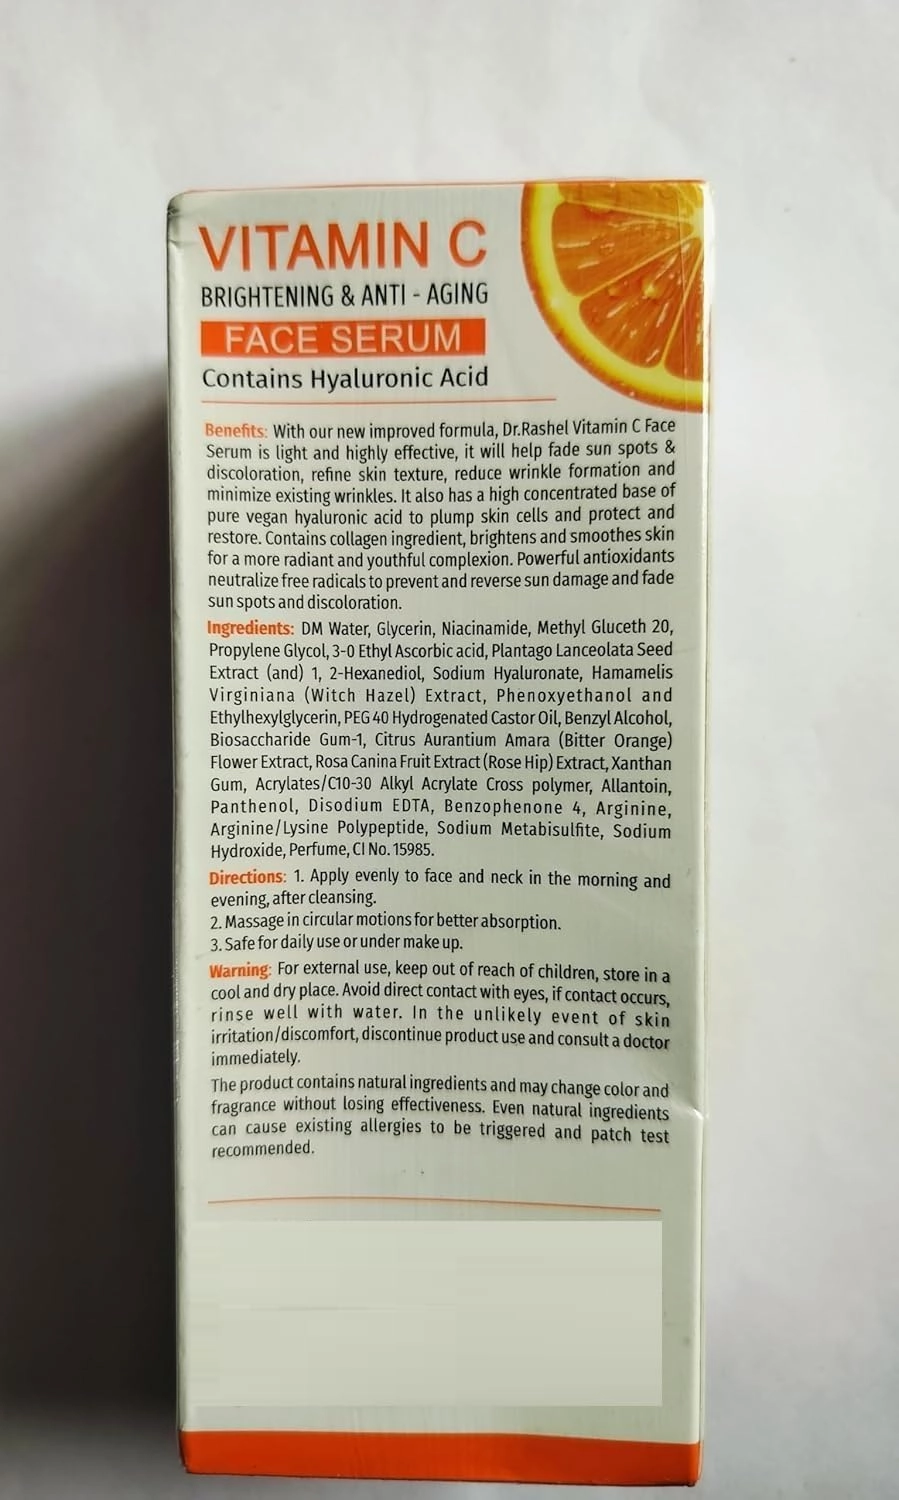 VITAMIN C
BRIGHTENING & ANTI - AGING
FACE SERUM
Contains Hyaluronic Acid
Benefits: With our new improved formula, Dr.Rashel Vitamin C Face
Serum is light and highly effective, it will help fade sun spots &
discoloration, refine skin texture, reduce wrinkle formation and
minimize existing wrinkles. It also has a high concentrated base of
pure vegan hyaluronic acid to plump skin cells and protect and
restore. Contains collagen ingredient, brightens and smoothes skin
for a more radiant and youthful complexion. Powerful antioxidants
neutralize free radicals to prevent and reverse sun damage and fade
sun spots and discoloration.
Ingredients: DM Water, Glycerin, Niacinamide, Methyl Gluceth 20,
Propylene Glycol, 3-0 Ethyl Ascorbic acid, Plantago Lanceolata Seed
Extract (and) 1, 2-Hexanediol, Sodium Hyaluronate, Hamamelis
Virginiana (Witch Hazel) Extract, Phenoxyethanol and
Ethylhexylglycerin, PEG 40 Hydrogenated Castor Oil, Benzyl Alcohol,
Biosaccharide Gum-1, Citrus Aurantium Amara (Bitter Orange)
Flower Extract, Rosa Canina Fruit Extract (Rose Hip) Extract, Xanthan
Gum, Acrylates/C10-30 Alkyl Acrylate Cross polymer, Allantoin,
Panthenol, Disodium EDTA, Benzophenone 4, Arginine,
Arginine/Lysine Polypeptide, Sodium Metabisulfite, Sodium
Hydroxide, Perfume, CI No. 15985.
Directions: 1. Apply evenly to face and neck in the morning and
evening, after cleansing.
2. Massage in circular motions for better absorption.
3. Safe for daily use or under make up.
Warning: For external use, keep out of reach of children, store in a
cool and dry place. Avoid direct contact with eyes, if contact occurs,
rinse well with water. In the unlikely event of skin
irritation/discomfort, discontinue product use and consult a doctor
immediately.
The product contains natural ingredients and may change color and
fragrance without losing effectiveness. Even natural ingredients
can cause existing allergies to be triggered and patch test
recommended.